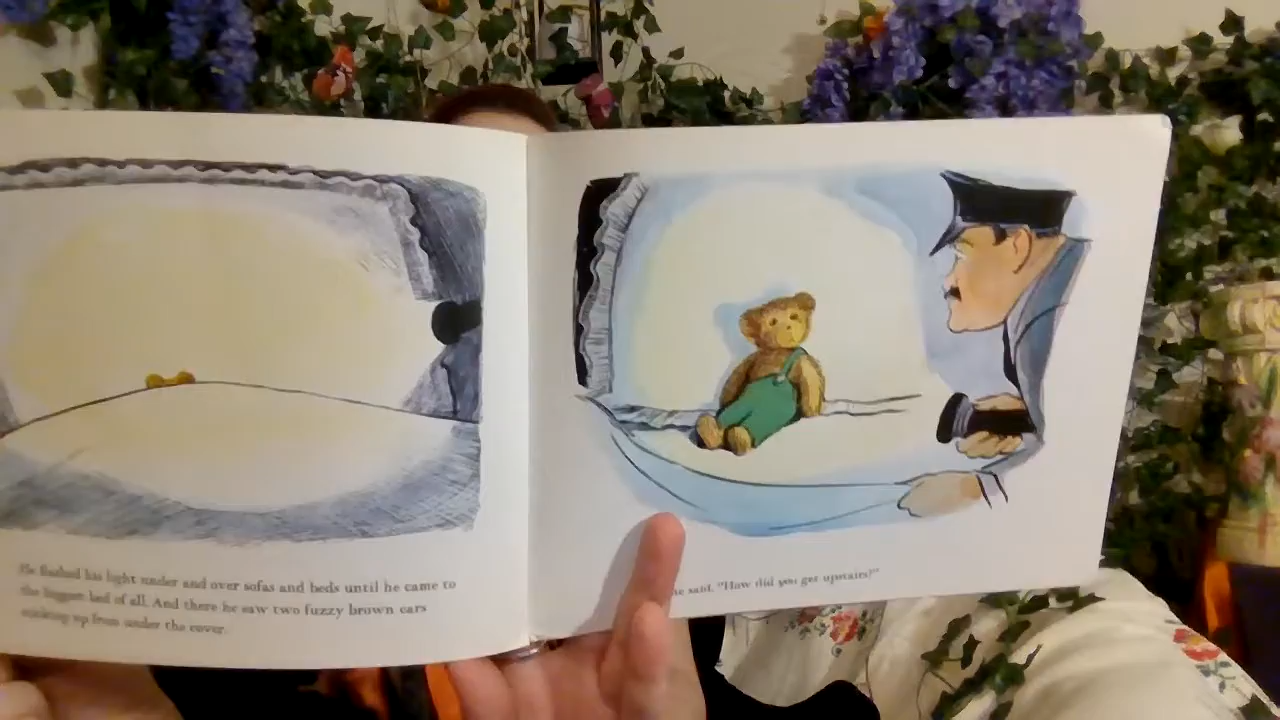 He flashed his light under and over sofas and beds until he came to
the biggest bed of all. And there he saw two fuzzy brown ears
sticking up from under the cover.
he said. "How did you get upstairs?"